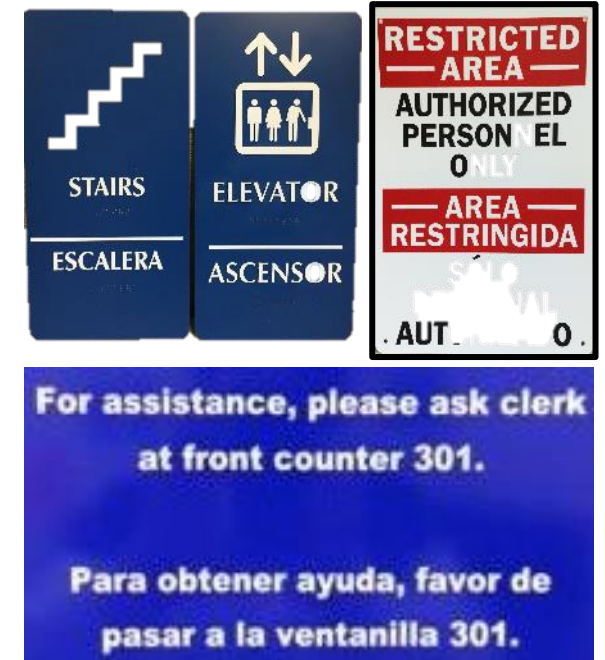 STAIRS
ESCALERA
ELEVATOR
ASCENSOR
RESTRICTED
AREA
AUTHORIZED
PERSONNEL
ONLY
AREA
RESTRINGIDA
For assistance, please ask clerk
at front counter 301.
Para obtener ayuda, favor de
pasar a la ventanilla 301.